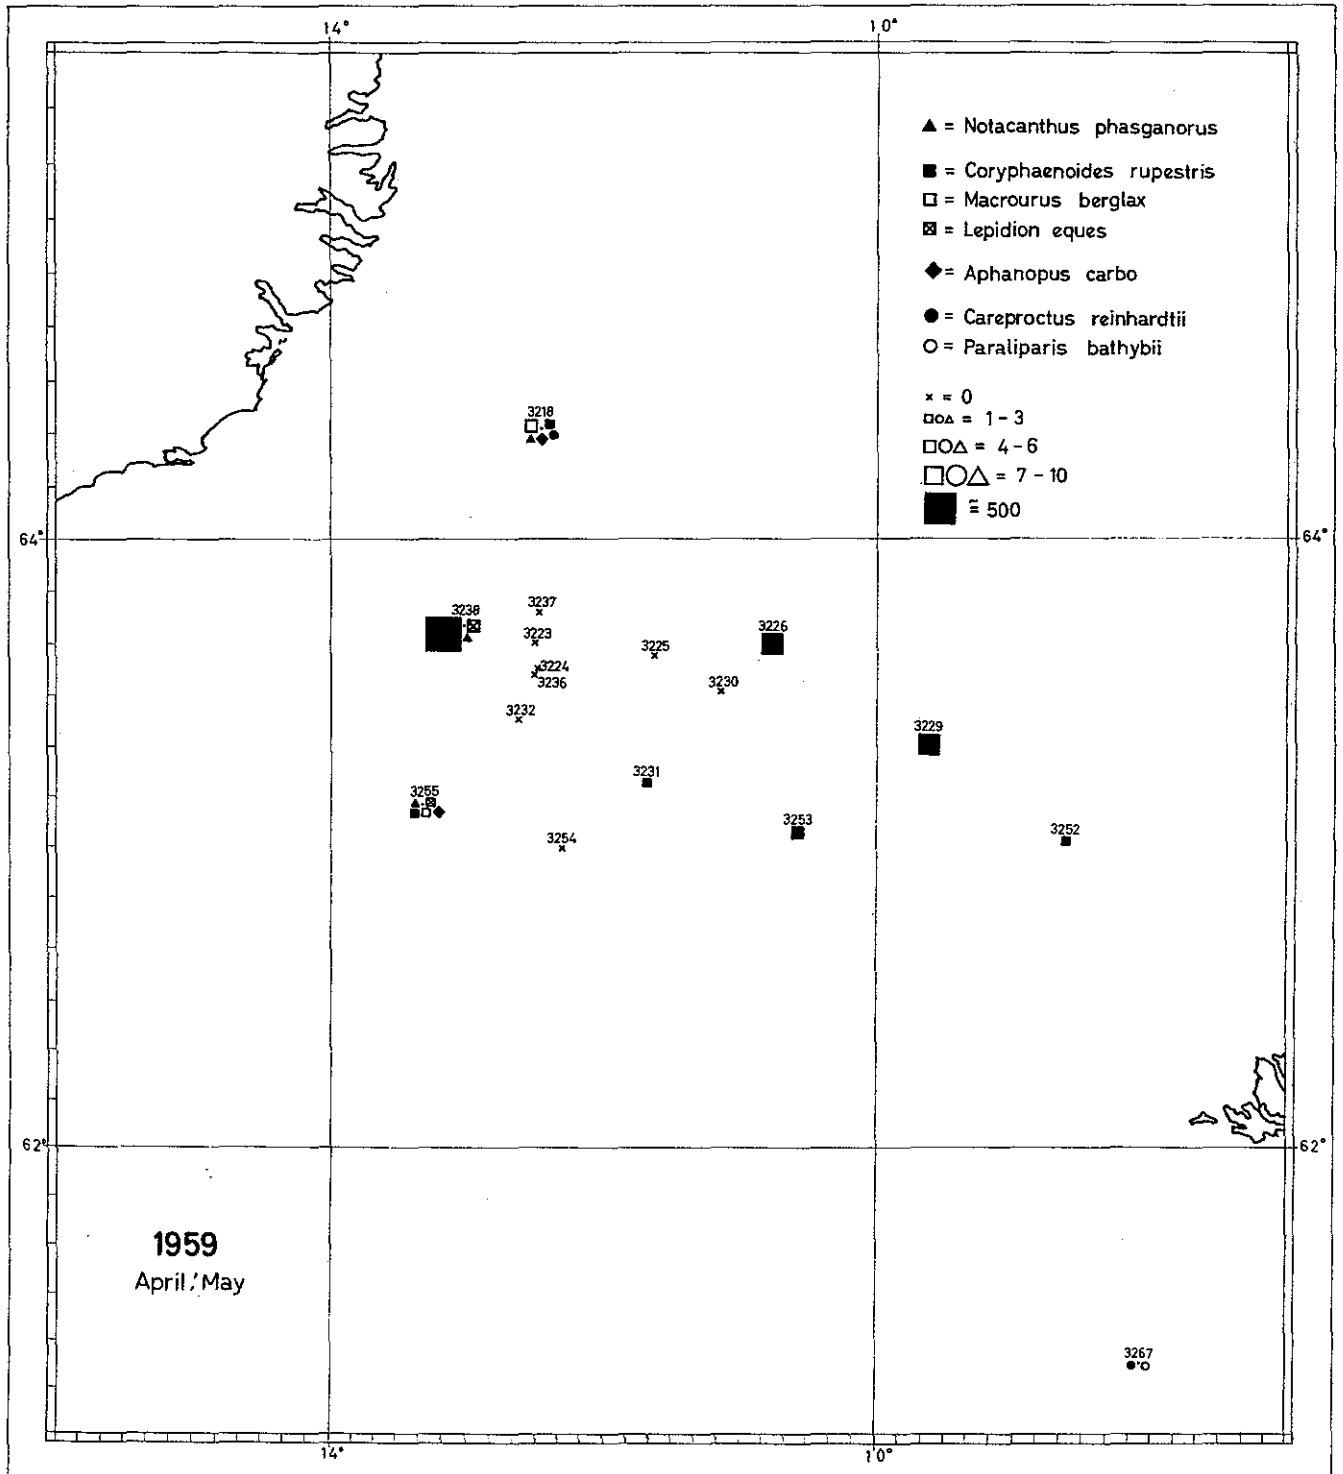 14° 10°
▲ = Notacanthus phasganorus
■ = Coryphaenoides rupestris
□ = Macrourus berglax
⊠ = Lepidion eques
◆ = Aphanopus carbo
● = Careproctus reinhardtii
○ = Paraliparis bathybii
× = 0
□○△ = 1 - 3
□○△ = 4 - 6
□○△ = 7 - 10
■ ≅ 500
3218
64° 64°
3237
3238
3223
3226
3225
3224
3236
3230
3232
3229
3231
3255
3253
3252
3254
62° 62°
1959
April/May
3267
14° 10°